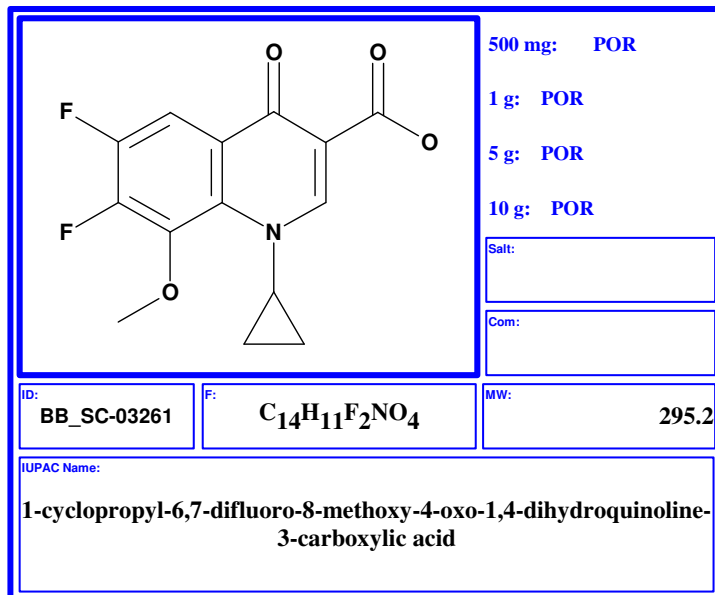 O
O
F
O
F
N
O
500 mg: POR
1 g: POR
5 g: POR
10 g: POR
Salt:
Com:
ID:
BB_SC-03261
F:
C14H11F2NO4
MW:
295.2
IUPAC Name:
1-cyclopropyl-6,7-difluoro-8-methoxy-4-oxo-1,4-dihydroquinoline-
3-carboxylic acid